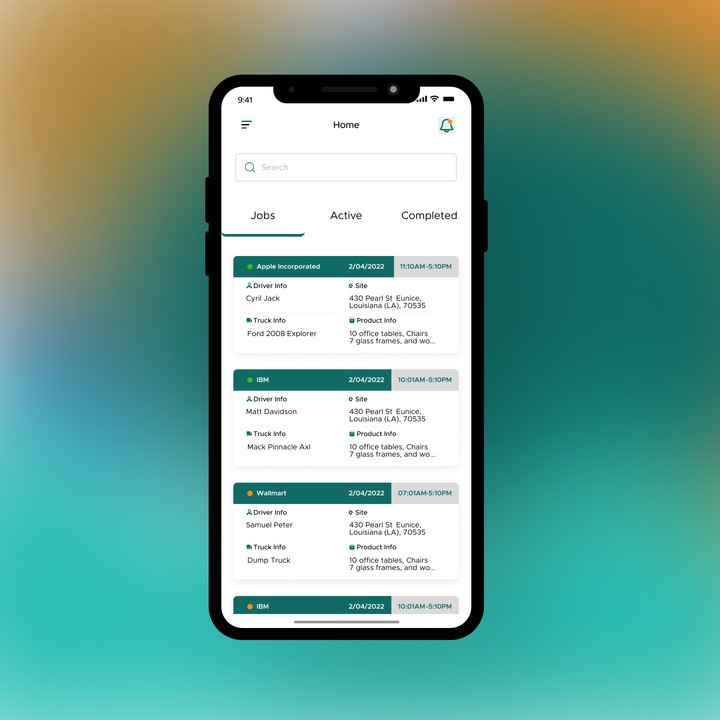 9:41
Home
Search
Jobs Active Completed
Apple Incorporated 2/04/2022 11:10AM-5:10PM
Driver Info Site
Cyril Jack 430 Pearl St Eunice,
Louisiana (LA), 70535
Truck Info Product Info
Ford 2008 Explorer 10 office tables, Chairs
7 glass frames, and wo...
IBM 2/04/2022 10:01AM-5:10PM
Driver Info Site
Matt Davidson 430 Pearl St Eunice,
Louisiana (LA), 70535
Truck Info Product Info
Mack Pinnacle Axl 10 office tables, Chairs
7 glass frames, and wo...
Wallmart 2/04/2022 07:01AM-5:10PM
Driver Info Site
Samuel Peter 430 Pearl St Eunice,
Louisiana (LA), 70535
Truck Info Product Info
Dump Truck 10 office tables, Chairs
7 glass frames, and wo...
IBM 2/04/2022 10:01AM-5:10PM